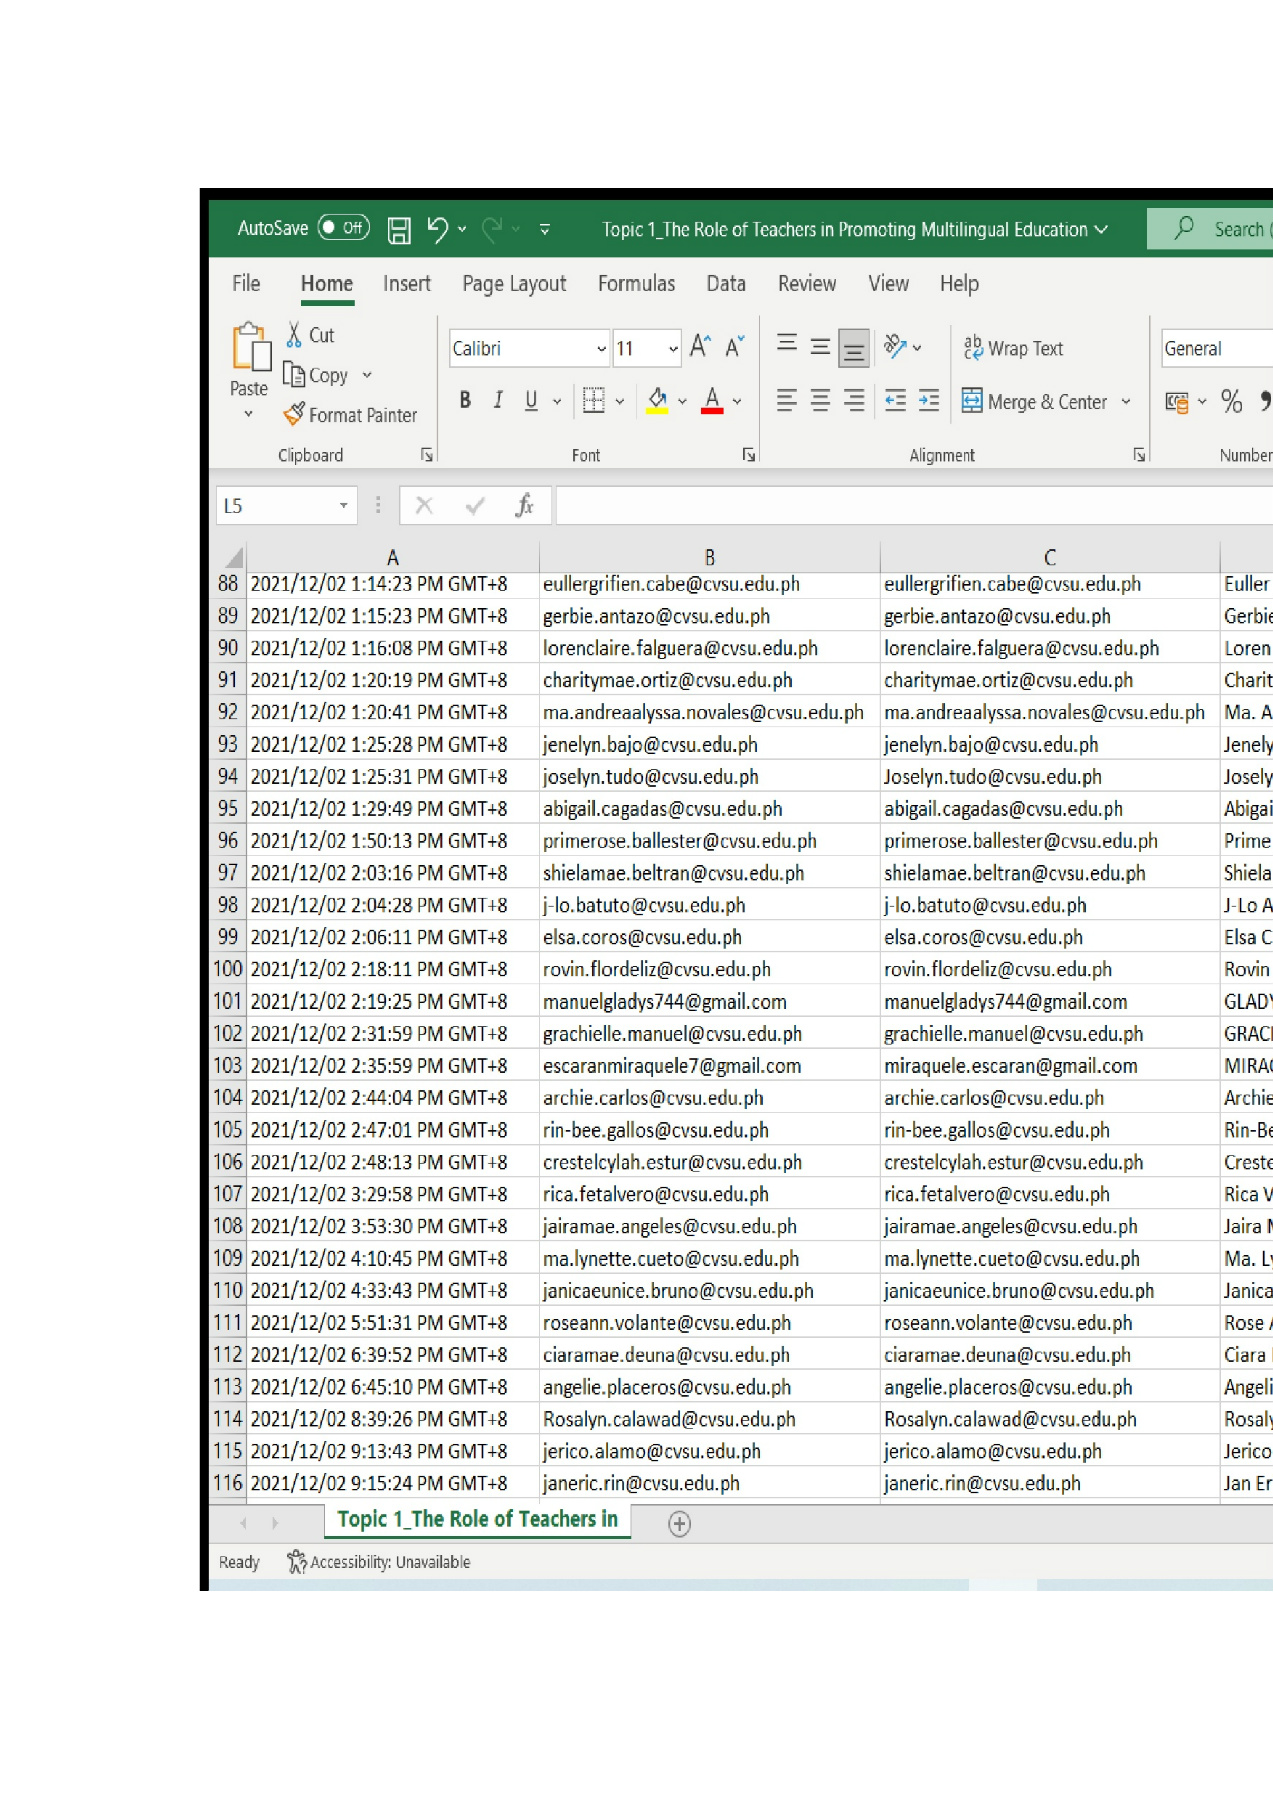 AutoSave Off Topic 1_The Role of Teachers in Promoting Multilingual Education Search (
File Home Insert Page Layout Formulas Data Review View Help
Cut
Copy
Format Painter
Paste
Calibri 11 A A
B I U A
ab Wrap Text
Merge & Center
General
%
Clipboard Font Alignment Number
L5 fx
A B C
88 2021/12/02 1:14:23 PM GMT+8 eullergrifien.cabe@cvsu.edu.ph eullergrifien.cabe@cvsu.edu.ph Euller
89 2021/12/02 1:15:23 PM GMT+8 gerbie.antazo@cvsu.edu.ph gerbie.antazo@cvsu.edu.ph Gerbie
90 2021/12/02 1:16:08 PM GMT+8 lorenclaire.falguera@cvsu.edu.ph lorenclaire.falguera@cvsu.edu.ph Loren
91 2021/12/02 1:20:19 PM GMT+8 charitymae.ortiz@cvsu.edu.ph charitymae.ortiz@cvsu.edu.ph Charit
92 2021/12/02 1:20:41 PM GMT+8 ma.andreaalyssa.novales@cvsu.edu.ph ma.andreaalyssa.novales@cvsu.edu.ph Ma. A
93 2021/12/02 1:25:28 PM GMT+8 jenelyn.bajo@cvsu.edu.ph jenelyn.bajo@cvsu.edu.ph Jenely
94 2021/12/02 1:25:31 PM GMT+8 joselyn.tudo@cvsu.edu.ph Joselyn.tudo@cvsu.edu.ph Josely
95 2021/12/02 1:29:49 PM GMT+8 abigail.cagadas@cvsu.edu.ph abigail.cagadas@cvsu.edu.ph Abigai
96 2021/12/02 1:50:13 PM GMT+8 primerose.ballester@cvsu.edu.ph primerose.ballester@cvsu.edu.ph Prime
97 2021/12/02 2:03:16 PM GMT+8 shielamae.beltran@cvsu.edu.ph shielamae.beltran@cvsu.edu.ph Shiela
98 2021/12/02 2:04:28 PM GMT+8 j-lo.batuto@cvsu.edu.ph j-lo.batuto@cvsu.edu.ph J-Lo A
99 2021/12/02 2:06:11 PM GMT+8 elsa.coros@cvsu.edu.ph elsa.coros@cvsu.edu.ph Elsa C
100 2021/12/02 2:18:11 PM GMT+8 rovin.flordeliz@cvsu.edu.ph rovin.flordeliz@cvsu.edu.ph Rovin
101 2021/12/02 2:19:25 PM GMT+8 manuelgladys744@gmail.com manuelgladys744@gmail.com GLADY
102 2021/12/02 2:31:59 PM GMT+8 grachielle.manuel@cvsu.edu.ph grachielle.manuel@cvsu.edu.ph GRACH
103 2021/12/02 2:35:59 PM GMT+8 escaranmiraquele7@gmail.com miraquele.escaran@gmail.com MIRAQ
104 2021/12/02 2:44:04 PM GMT+8 archie.carlos@cvsu.edu.ph archie.carlos@cvsu.edu.ph Archie
105 2021/12/02 2:47:01 PM GMT+8 rin-bee.gallos@cvsu.edu.ph rin-bee.gallos@cvsu.edu.ph Rin-Be
106 2021/12/02 2:48:13 PM GMT+8 crestelcylah.estur@cvsu.edu.ph crestelcylah.estur@cvsu.edu.ph Creste
107 2021/12/02 3:29:58 PM GMT+8 rica.fetalvero@cvsu.edu.ph rica.fetalvero@cvsu.edu.ph Rica V
108 2021/12/02 3:53:30 PM GMT+8 jairamae.angeles@cvsu.edu.ph jairamae.angeles@cvsu.edu.ph Jaira M
109 2021/12/02 4:10:45 PM GMT+8 ma.lynette.cueto@cvsu.edu.ph ma.lynette.cueto@cvsu.edu.ph Ma. Ly
110 2021/12/02 4:33:43 PM GMT+8 janicaeunice.bruno@cvsu.edu.ph janicaeunice.bruno@cvsu.edu.ph Janica
111 2021/12/02 5:51:31 PM GMT+8 roseann.volante@cvsu.edu.ph roseann.volante@cvsu.edu.ph Rose A
112 2021/12/02 6:39:52 PM GMT+8 ciaramae.deuna@cvsu.edu.ph ciaramae.deuna@cvsu.edu.ph Ciara
113 2021/12/02 6:45:10 PM GMT+8 angelie.placeros@cvsu.edu.ph angelie.placeros@cvsu.edu.ph Angeli
114 2021/12/02 8:39:26 PM GMT+8 Rosalyn.calawad@cvsu.edu.ph Rosalyn.calawad@cvsu.edu.ph Rosaly
115 2021/12/02 9:13:43 PM GMT+8 jerico.alamo@cvsu.edu.ph jerico.alamo@cvsu.edu.ph Jerico
116 2021/12/02 9:15:24 PM GMT+8 janeric.rin@cvsu.edu.ph janeric.rin@cvsu.edu.ph Jan Er
Topic 1_The Role of Teachers in
Ready Accessibility: Unavailable